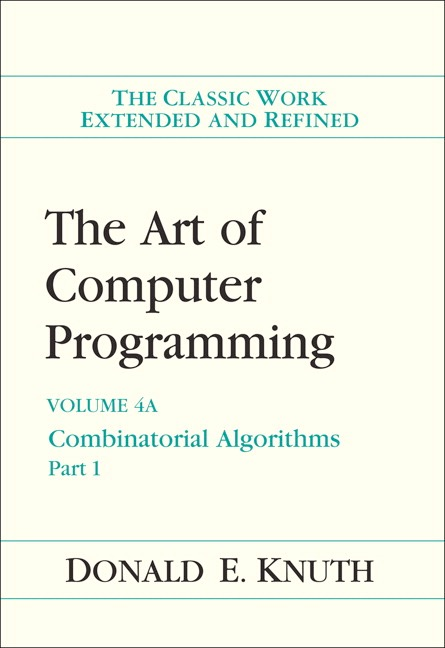 THE CLASSIC WORK
EXTENDED AND REFINED
The Art of
Computer
Programming
VOLUME 4A
Combinatorial Algorithms
Part 1
DONALD E. KNUTH